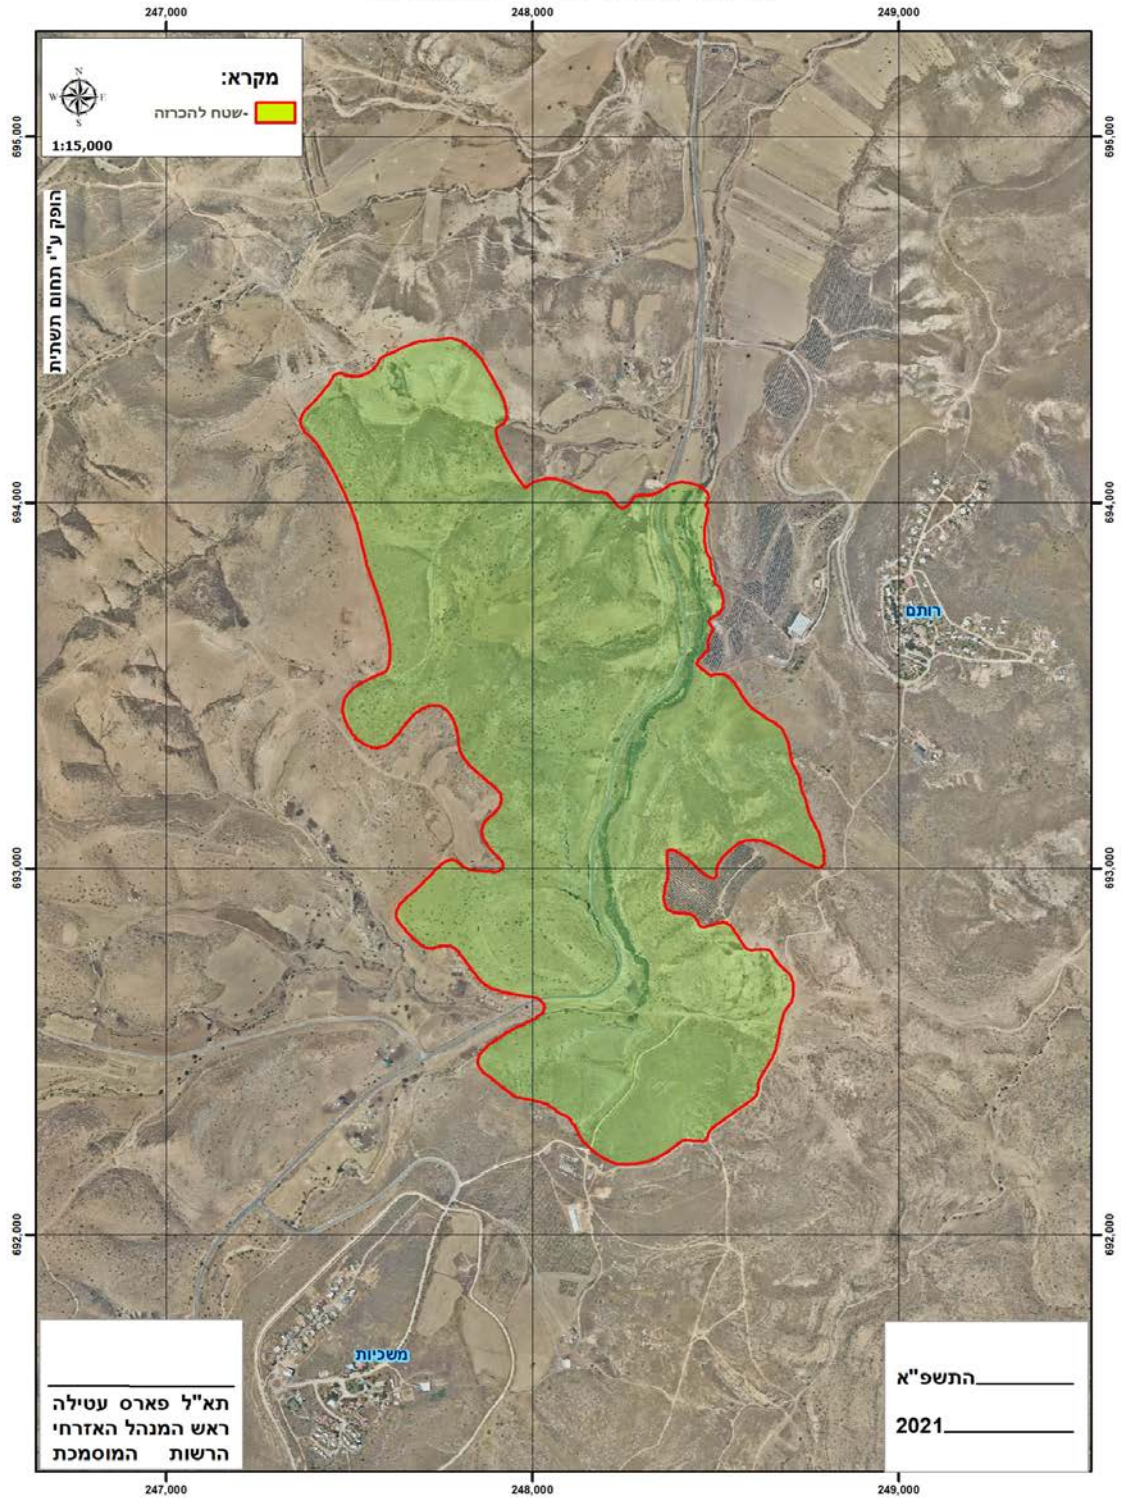 247,000 248,000 249,000
מקרא:
-שטח להכרזה
N
W E
S
1:15,000
695,000 695,000
הופק ע"י תחום תשתית
694,000 694,000
רותם
693,000 693,000
692,000 692,000
משכיות
תא"ל פארס עטילה
ראש המנהל האזרחי
הרשות המוסמכת
התשפ"א
2021
247,000 248,000 249,000